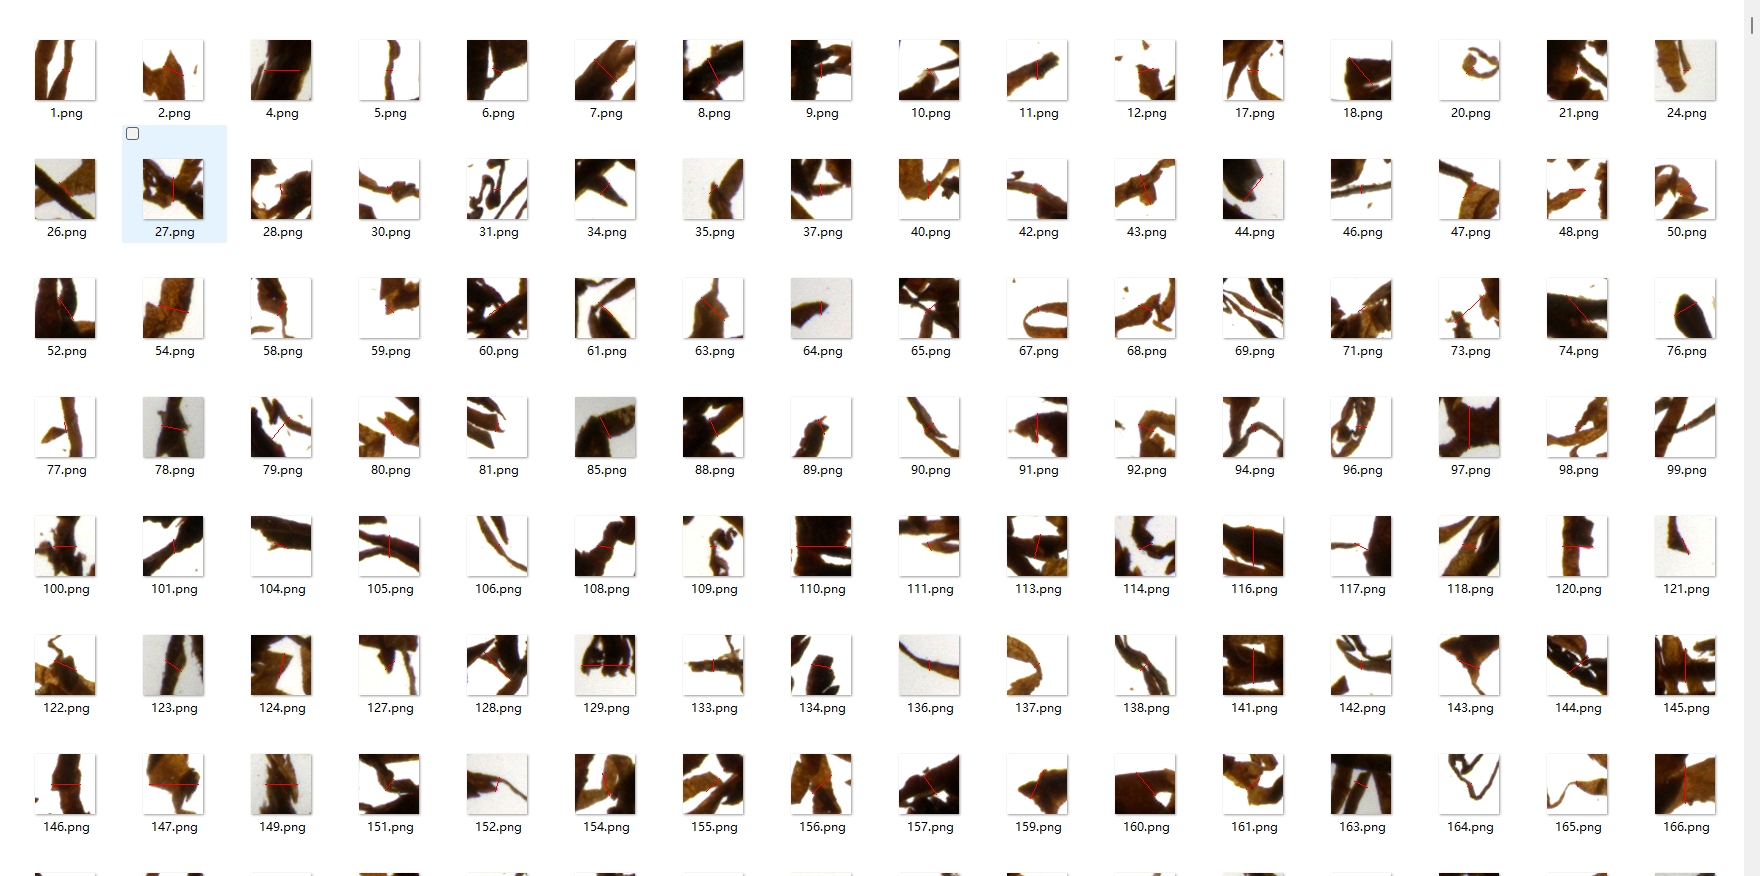 1.png 2.png 4.png 5.png 6.png 7.png 8.png 9.png 10.png 11.png 12.png 17.png 18.png 20.png 21.png 24.png
26.png 27.png 28.png 30.png 31.png 34.png 35.png 37.png 40.png 42.png 43.png 44.png 46.png 47.png 48.png 50.png
52.png 54.png 58.png 59.png 60.png 61.png 63.png 64.png 65.png 67.png 68.png 69.png 71.png 73.png 74.png 76.png
77.png 78.png 79.png 80.png 81.png 85.png 88.png 89.png 90.png 91.png 92.png 94.png 96.png 97.png 98.png 99.png
100.png 101.png 104.png 105.png 106.png 108.png 109.png 110.png 111.png 113.png 114.png 116.png 117.png 118.png 120.png 121.png
122.png 123.png 124.png 127.png 128.png 129.png 133.png 134.png 136.png 137.png 138.png 141.png 142.png 143.png 144.png 145.png
146.png 147.png 149.png 151.png 152.png 154.png 155.png 156.png 157.png 159.png 160.png 161.png 163.png 164.png 165.png 166.png